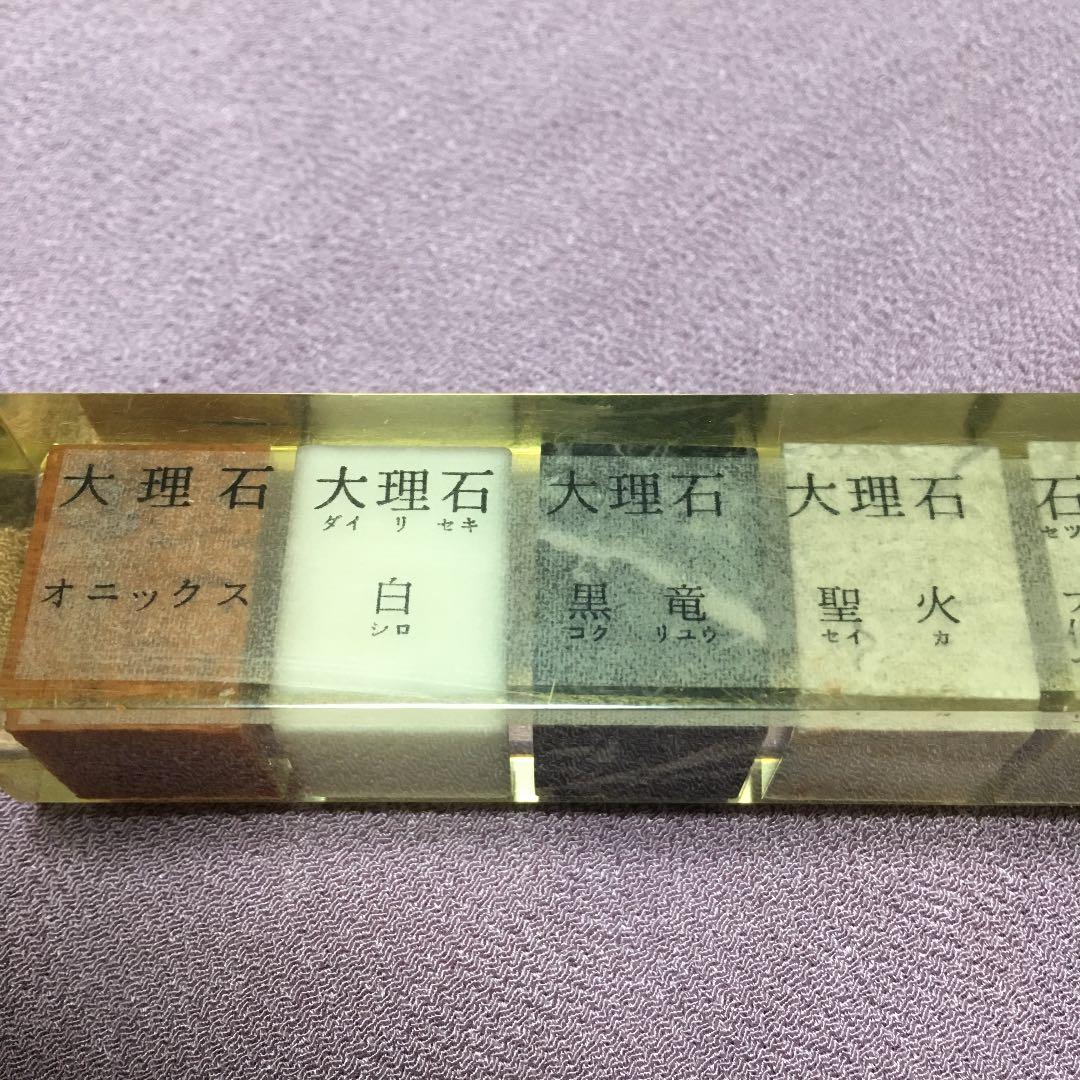 大理石
オニックス
大理石
ダイ リ セキ
白
シロ
大理石
黒 竜
コク リユウ
大理石
聖 火
セイ カ
石
セツ